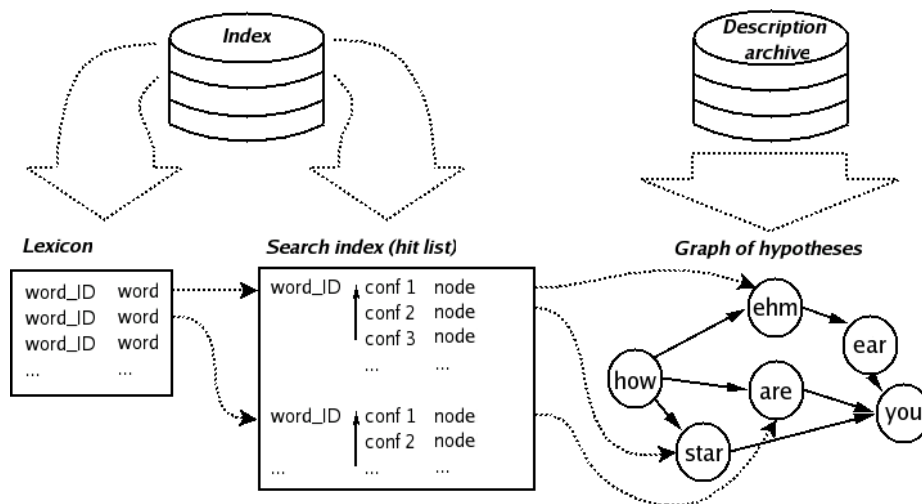 Index
Description
archive
Lexicon
word_ID word
word_ID word
word_ID word
... ...
Search index (hit list)
word_ID conf 1 node
conf 2 node
conf 3 node
... ...
word_ID conf 1 node
conf 2 node
... ... ...
Graph of hypotheses
ehm
ear
how
are
you
star